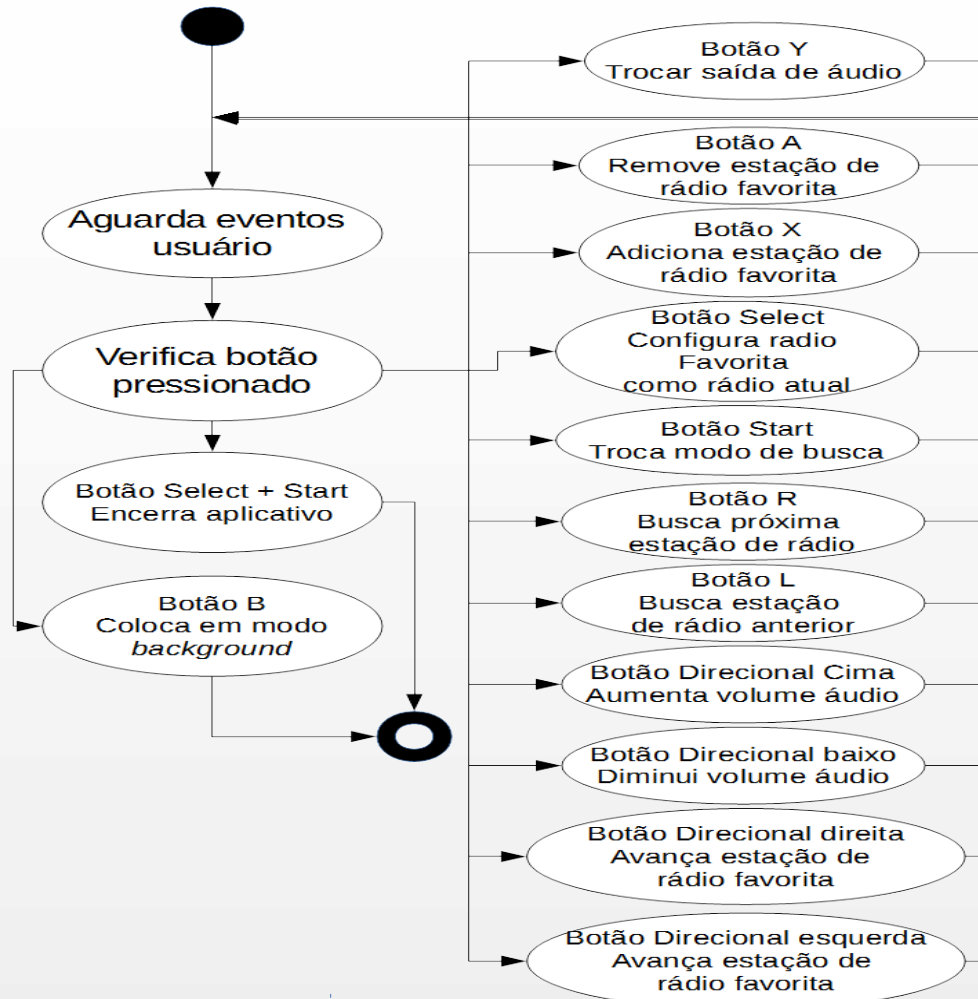 Aguarda eventos
usuário
Verifica botão
pressionado
Botão Select + Start
Encerra aplicativo
Botão B
Coloca em modo
background
Botão Y
Trocar saída de áudio
Botão A
Remove estação de
rádio favorita
Botão X
Adiciona estação de
rádio favorita
Botão Select
Configura radio
Favorita
como rádio atual
Botão Start
Troca modo de busca
Botão R
Busca próxima
estação de rádio
Botão L
Busca estação
de rádio anterior
Botão Direcional Cima
Aumenta volume áudio
Botão Direcional baixo
Diminui volume áudio
Botão Direcional direita
Avança estação de
rádio favorita
Botão Direcional esquerda
Avança estação de
rádio favorita